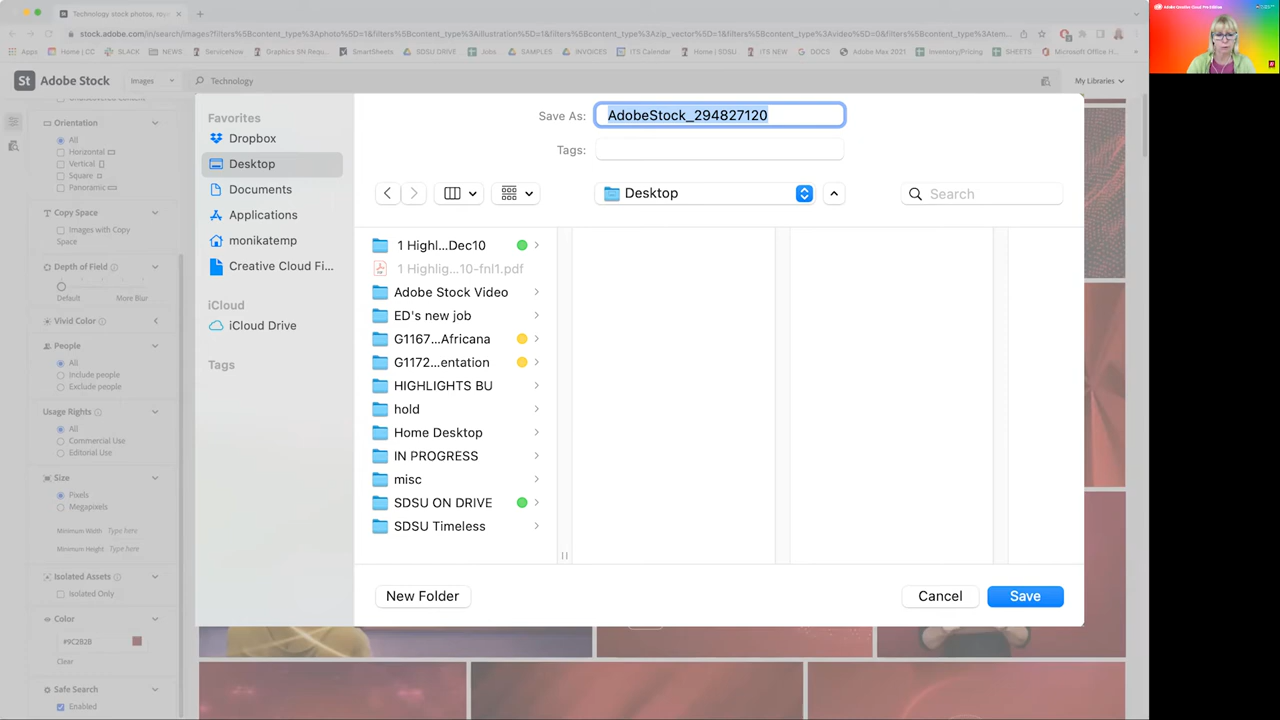 Technology stock photos, roya
stock.adobe.com/in/search/images?filters%5Bcontent_type%3Aphoto%5D=1&filters%5Bcontent_type%3Aillustration%5D=1&filters%5Bcontent_type%3Azip_vector%5D=1&filters%5Bcontent_type%3Avideo%5D=0&filters%5Bcontent_type%3Atem...
Apps Home | CC SLACK NEWS ServiceNow Graphics SN Requ... SmartSheets SDSU DRIVE Jobs SAMPLES INVOICES ITS Calendar Home | SDSU ITS NEW GDOCS Adobe Max 2021 Inventory/Pricing SHEETS Microsoft Office H...
St Adobe Stock Images Technology My Libraries
Orientation
All
Horizontal
Vertical
Square
Panoramic
Copy Space
Images with Copy
Space
Depth of Field
Default More Blur
Vivid Color
People
All
Include people
Exclude people
Usage Rights
All
Commercial Use
Editorial Use
Size
Pixels
Megapixels
Minimum Width Type here
Minimum Height Type here
Isolated Assets
Isolated Only
Color
#9C2B2B
Clear
Safe Search
Enabled
Favorites
Dropbox
Desktop
Documents
Applications
monikatemp
Creative Cloud Fi...
iCloud
iCloud Drive
Tags
Save As: AdobeStock_294827120
Tags:
Desktop
Search
1 Highl...Dec10
1 Highlig...10-fnl1.pdf
Adobe Stock Video
ED's new job
G1167...Africana
G1172...entation
HIGHLIGHTS BU
hold
Home Desktop
IN PROGRESS
misc
SDSU ON DRIVE
SDSU Timeless
New Folder
Cancel
Save